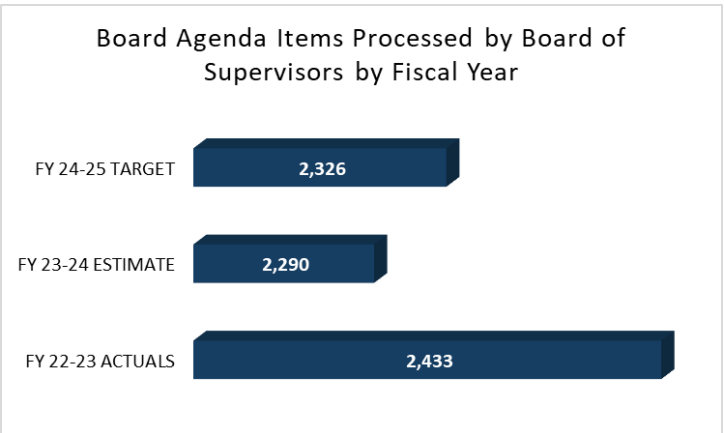 Board Agenda Items Processed by Board of
Supervisors by Fiscal Year
FY 24-25 TARGET 2,326
FY 23-24 ESTIMATE 2,290
FY 22-23 ACTUALS 2,433